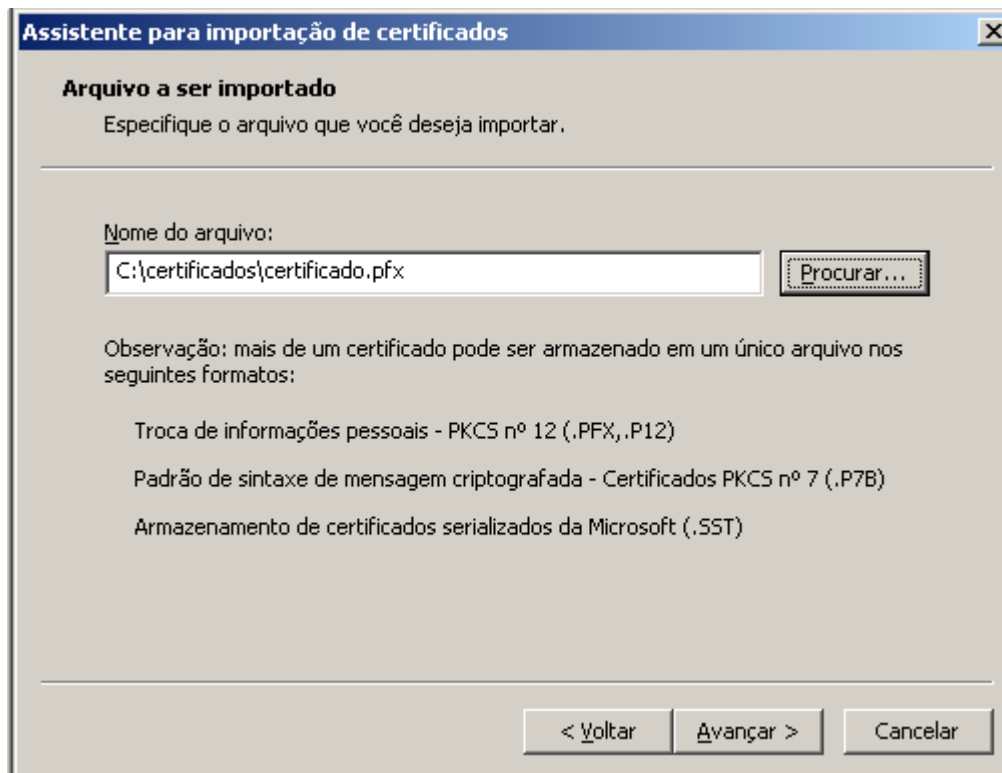 Assistente para importação de certificados
Arquivo a ser importado
Especifique o arquivo que você deseja importar.
Nome do arquivo:
C:\certificados\certificado.pfx
Procurar...
Observação: mais de um certificado pode ser armazenado em um único arquivo nos
seguintes formatos:
Troca de informações pessoais - PKCS nº 12 (.PFX,.P12)
Padrão de sintaxe de mensagem criptografada - Certificados PKCS nº 7 (.P7B)
Armazenamento de certificados serializados da Microsoft (.SST)
< Voltar
Avançar >
Cancelar